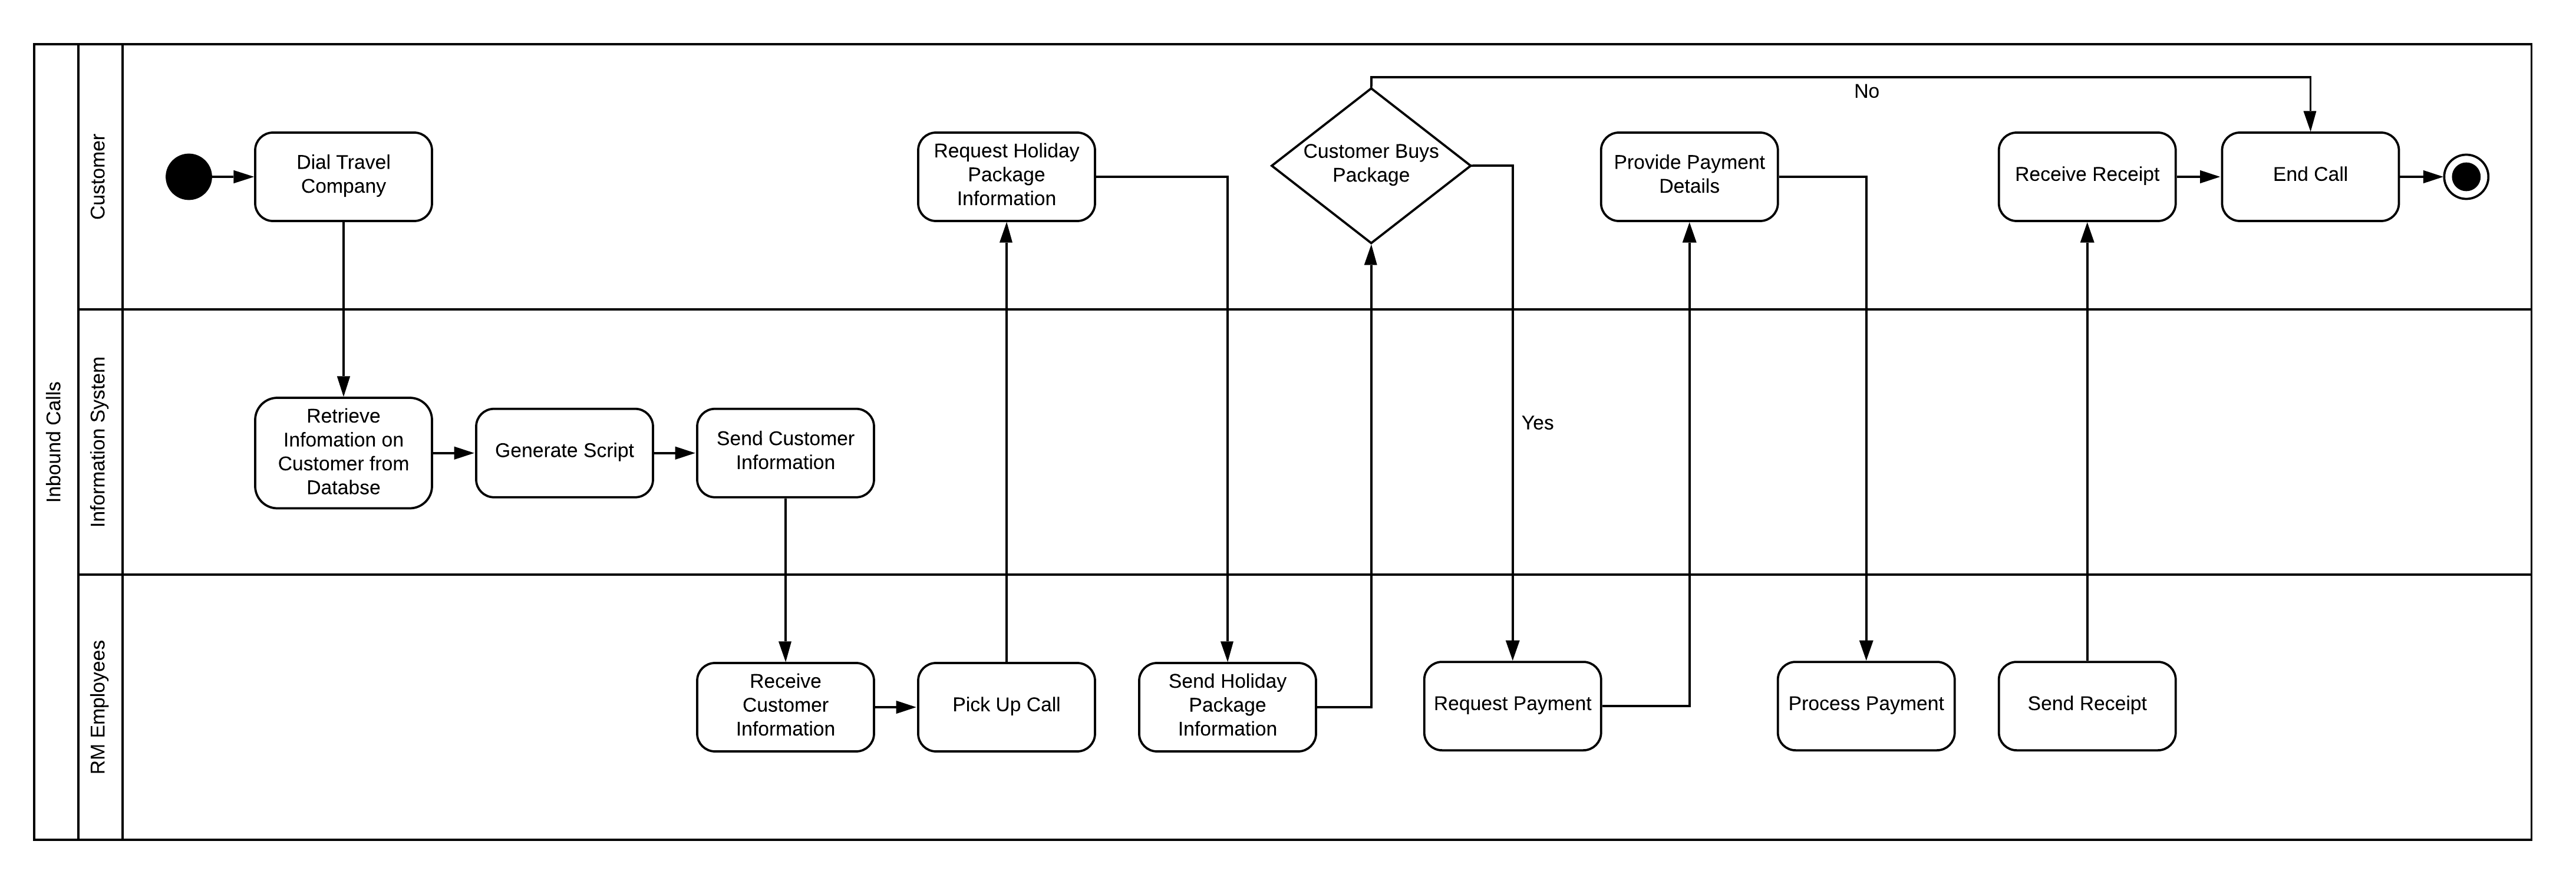 Inbound Calls
Customer
Dial Travel
Company
Request Holiday
Package
Information
Customer Buys
Package
No
Provide Payment
Details
Receive Receipt
End Call
Information System
Retrieve
Infomation on
Customer from
Databse
Generate Script
Send Customer
Information
Yes
RM Employees
Receive
Customer
Information
Pick Up Call
Send Holiday
Package
Information
Request Payment
Process Payment
Send Receipt